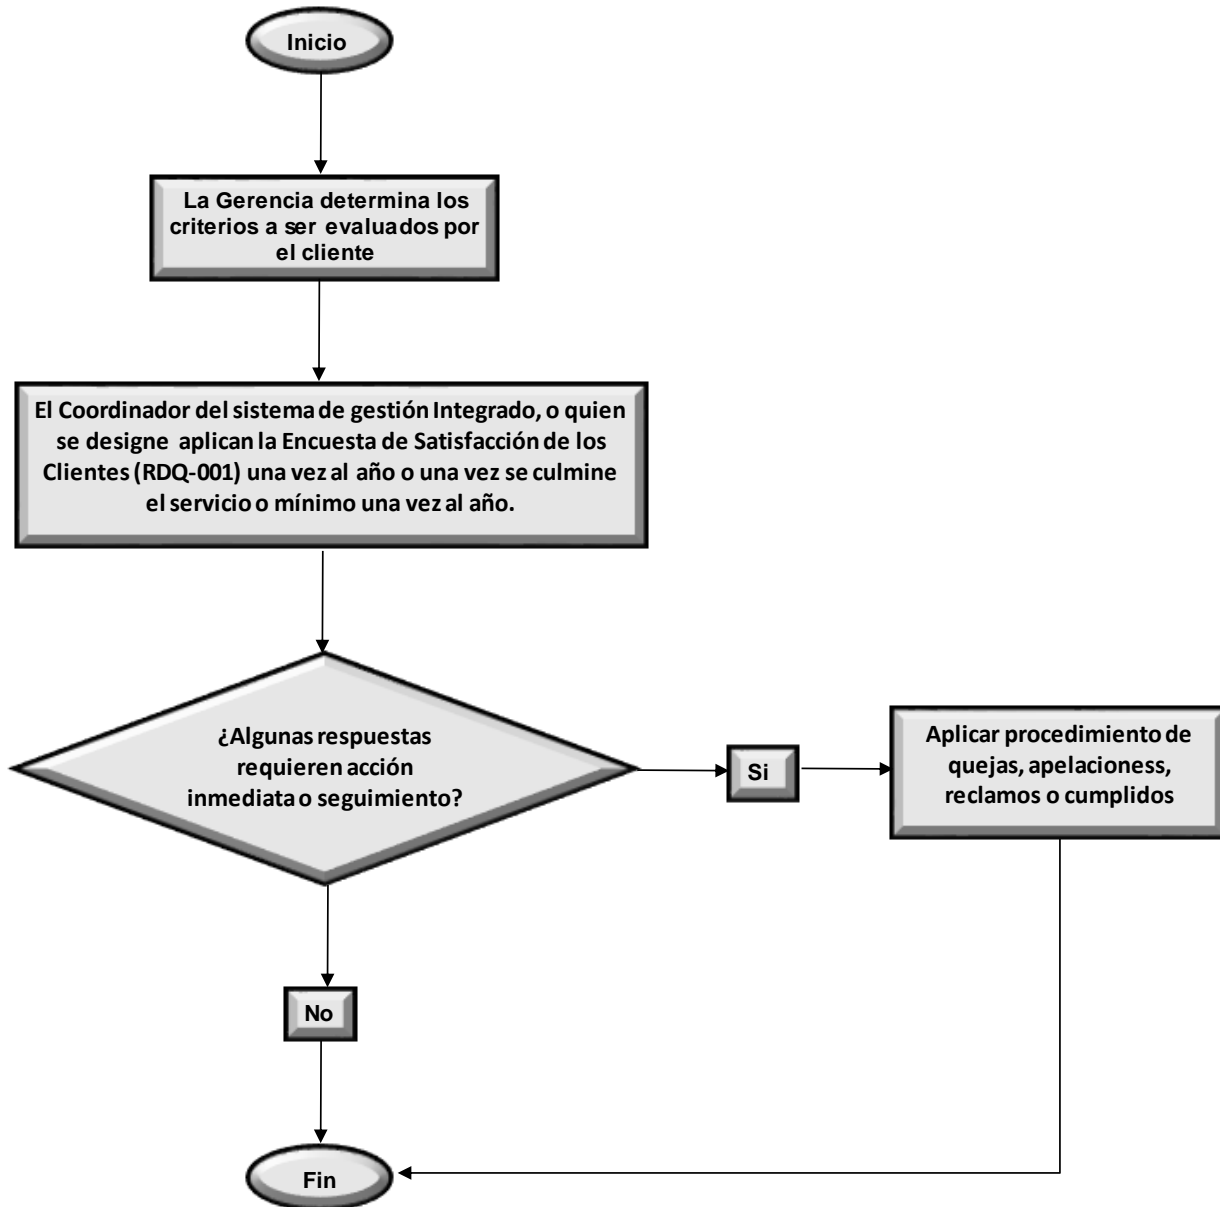 Inicio
La Gerencia determina los
criterios a ser evaluados por
el cliente
El Coordinador del sistema de gestión Integrado, o quien
se designe aplican la Encuesta de Satisfacción de los
Clientes (RDQ-001) una vez al año o una vez se culmine
el servicio o mínimo una vez al año.
¿Algunas respuestas
requieren acción
inmediata o seguimiento?
Si
Aplicar procedimiento de
quejas, apelacioness,
reclamos o cumplidos
No
Fin